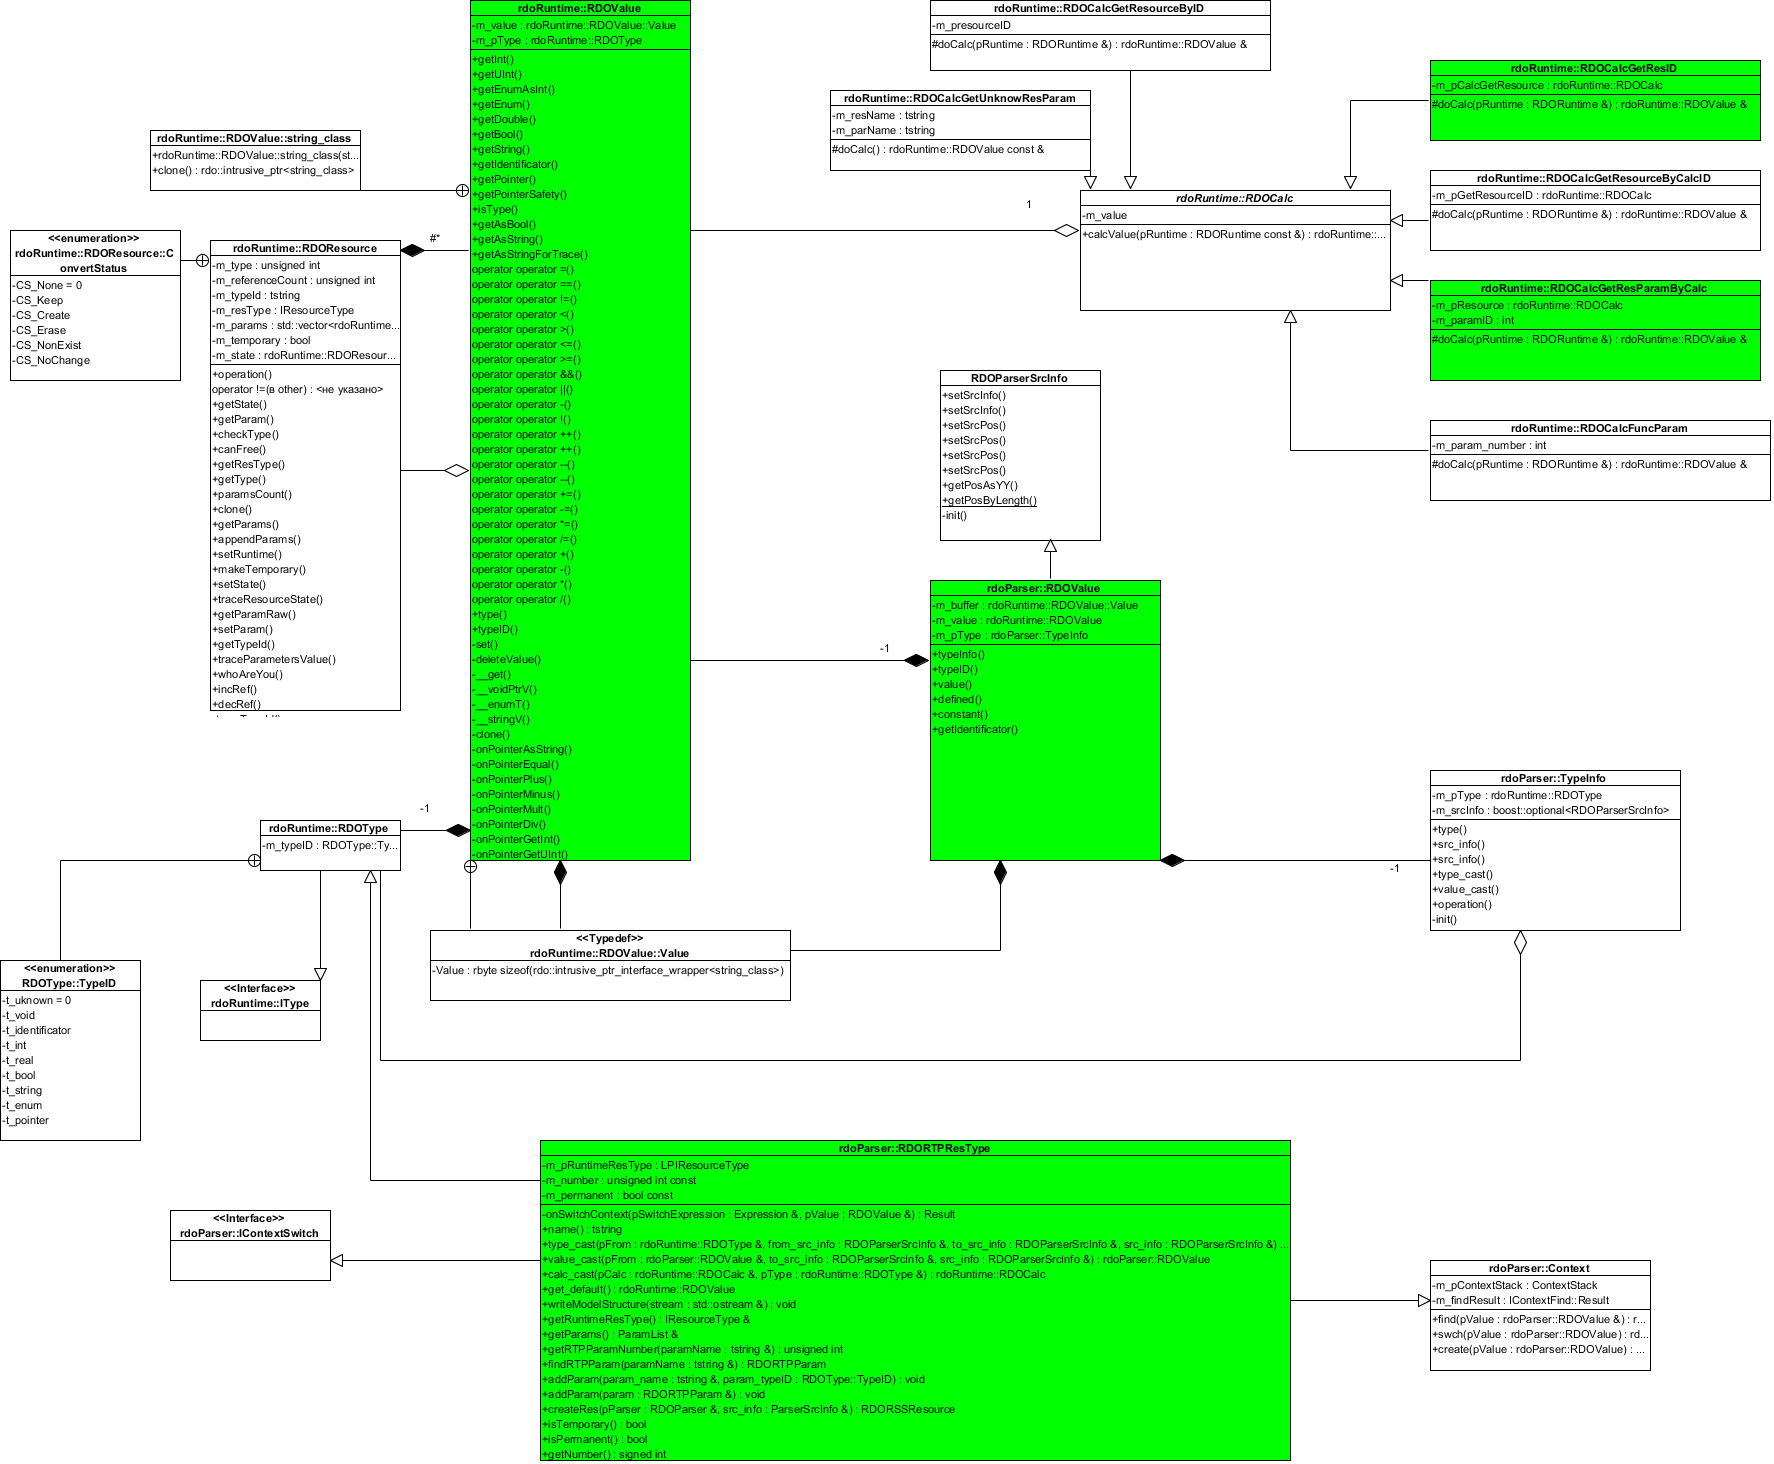 rdoRuntime::RDOValue
-m_value : rdoRuntime::RDOValue::Value
-m_pType : rdoRuntime::RDOType
+getInt()
+getUInt()
+getEnumAsInt()
+getEnum()
+getDouble()
+getBool()
+getString()
+getIdentificator()
+getPointer()
+getPointerSafety()
+isType()
+getAsBool()
+getAsString()
+getAsStringForTrace()
operator operator =()
operator operator ==()
operator operator !=()
operator operator <()
operator operator >()
operator operator <=()
operator operator >=()
operator operator &&()
operator operator ||()
operator operator -()
operator operator !()
operator operator ++()
operator operator ++()
operator operator --()
operator operator --()
operator operator +=()
operator operator -=()
operator operator *=()
operator operator /=()
operator operator +()
operator operator -()
operator operator *()
operator operator /()
+type()
+typeID()
-set()
-deleteValue()
-__get()
-__voidPtrV()
-__enumT()
-__stringV()
-clone()
-onPointerAsString()
-onPointerEqual()
-onPointerPlus()
-onPointerMinus()
-onPointerMult()
-onPointerDiv()
-onPointerGetInt()
-onPointerGetUInt()
rdoRuntime::RDOCalcGetResourceByID
-m_presourceID
#doCalc(pRuntime : RDORuntime &) : rdoRuntime::RDOValue &
rdoRuntime::RDOCalcGetUnknowResParam
-m_resName : tstring
-m_parName : tstring
#doCalc() : rdoRuntime::RDOValue const &
rdoRuntime::RDOCalcGetResID
-m_pCalcGetResource : rdoRuntime::RDOCalc
#doCalc(pRuntime : RDORuntime &) : rdoRuntime::RDOValue &
rdoRuntime::RDOValue::string_class
+rdoRuntime::RDOValue::string_class(st...
+clone() : rdo::intrusive_ptr<string_class>
rdoRuntime::RDOCalcGetResourceByCalcID
-m_pGetResourceID : rdoRuntime::RDOCalc
#doCalc(pRuntime : RDORuntime &) : rdoRuntime::RDOValue &
1
rdoRuntime::RDOCalc
-m_value
+calcValue(pRuntime : RDORuntime const &) : rdoRuntime::...
<<enumeration>>
rdoRuntime::RDOResource::C
onvertStatus
-CS_None = 0
-CS_Keep
-CS_Create
-CS_Erase
-CS_NonExist
-CS_NoChange
#*
rdoRuntime::RDOResource
-m_type : unsigned int
-m_referenceCount : unsigned int
-m_typeId : tstring
-m_resType : IResourceType
-m_params : std::vector<rdoRuntime...
-m_temporary : bool
-m_state : rdoRuntime::RDOResour...
+operation()
operator !=(в other) : <не указано>
+getState()
+getParam()
+checkType()
+canFree()
+getResType()
+getType()
+paramsCount()
+clone()
+getParams()
+appendParams()
+setRuntime()
+makeTemporary()
+setState()
+traceResourceState()
+getParamRaw()
+setParam()
+getTypeId()
+traceParametersValue()
+whoAreYou()
+incRef()
+decRef()
rdoRuntime::RDOCalcGetResParamByCalc
-m_pResource : rdoRuntime::RDOCalc
-m_paramID : int
#doCalc(pRuntime : RDORuntime &) : rdoRuntime::RDOValue &
RDOParserSrcInfo
+setSrcInfo()
+setSrcInfo()
+setSrcPos()
+setSrcPos()
+setSrcPos()
+setSrcPos()
+getPosAsYY()
+getPosByLength()
-init()
rdoRuntime::RDOCalcFuncParam
-m_param_number : int
#doCalc(pRuntime : RDORuntime &) : rdoRuntime::RDOValue &
-1
rdoParser::RDOValue
-m_buffer : rdoRuntime::RDOValue::Value
-m_value : rdoRuntime::RDOValue
-m_pType : rdoParser::TypeInfo
+typeInfo()
+typeID()
+value()
+defined()
+constant()
+getIdentificator()
-1
rdoParser::TypeInfo
-m_pType : rdoRuntime::RDOType
-m_srcInfo : boost::optional<RDOParserSrcInfo>
+type()
+src_info()
+src_info()
+type_cast()
+value_cast()
+operation()
-init()
-1
rdoRuntime::RDOType
-m_typeID : RDOType::Ty...
<<Typedef>>
rdoRuntime::RDOValue::Value
-Value : rbyte sizeof(rdo::intrusive_ptr_interface_wrapper<string_class>)
<<enumeration>>
RDOType::TypeID
-t_uknown = 0
-t_void
-t_identificator
-t_int
-t_real
-t_bool
-t_string
-t_enum
-t_pointer
<<Interface>>
rdoRuntime::IType
rdoParser::RDORTPResType
-m_pRuntimeResType : LPIResourceType
-m_number : unsigned int const
-m_permanent : bool const
-onSwitchContext(pSwitchExpression : Expression &, pValue : RDOValue &) : Result
+name() : tstring
+type_cast(pFrom : rdoRuntime::RDOType &, from_src_info : RDOParserSrcInfo &, to_src_info : RDOParserSrcInfo &, src_info : RDOParserSrcInfo &) ...
+value_cast(pFrom : rdoParser::RDOValue &, to_src_info : RDOParserSrcInfo &, src_info : RDOParserSrcInfo &) : rdoParser::RDOValue
+calc_cast(pCalc : rdoRuntime::RDOCalc &, pType : rdoRuntime::RDOType &) : rdoRuntime::RDOCalc
+get_default() : rdoRuntime::RDOValue
+writeModelStructure(stream : std::ostream &) : void
+getRuntimeResType() : IResourceType &
+getParams() : ParamList &
+getRTPParamNumber(paramName : tstring &) : unsigned int
+findRTPParam(paramName : tstring &) : RDORTPParam
+addParam(param_name : tstring &, param_typeID : RDOType::TypeID) : void
+addParam(param : RDORTPParam &) : void
+createRes(pParser : RDOParser &, src_info : ParserSrcInfo &) : RDORSSResource
+isTemporary() : bool
+isPermanent() : bool
+getNumber() : signed int
<<Interface>>
rdoParser::IContextSwitch
rdoParser::Context
-m_pContextStack : ContextStack
-m_findResult : IContextFind::Result
+find(pValue : rdoParser::RDOValue &) : r...
+swch(pValue : rdoParser::RDOValue) : rd...
+create(pValue : rdoParser::RDOValue) : ...